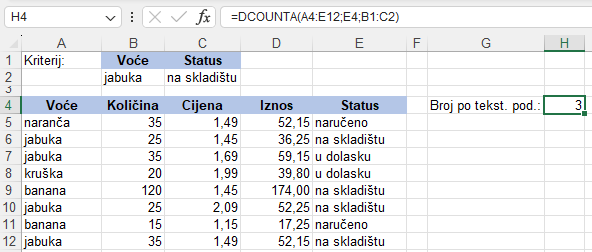 H4 fx =DCOUNTA(A4:E12;E4;B1:C2)
A B C D E F G H
1 Kriterij: Voće Status
2 jabuka na skladištu
3
4 Voće Količina Cijena Iznos Status Broj po tekst. pod.: 3
5 naranča 35 1,49 52,15 naručeno
6 jabuka 25 1,45 36,25 na skladištu
7 jabuka 35 1,69 59,15 u dolasku
8 kruška 20 1,99 39,80 u dolasku
9 banana 120 1,45 174,00 na skladištu
10 jabuka 25 2,09 52,25 na skladištu
11 banana 15 1,15 17,25 naručeno
12 jabuka 35 1,49 52,15 na skladištu